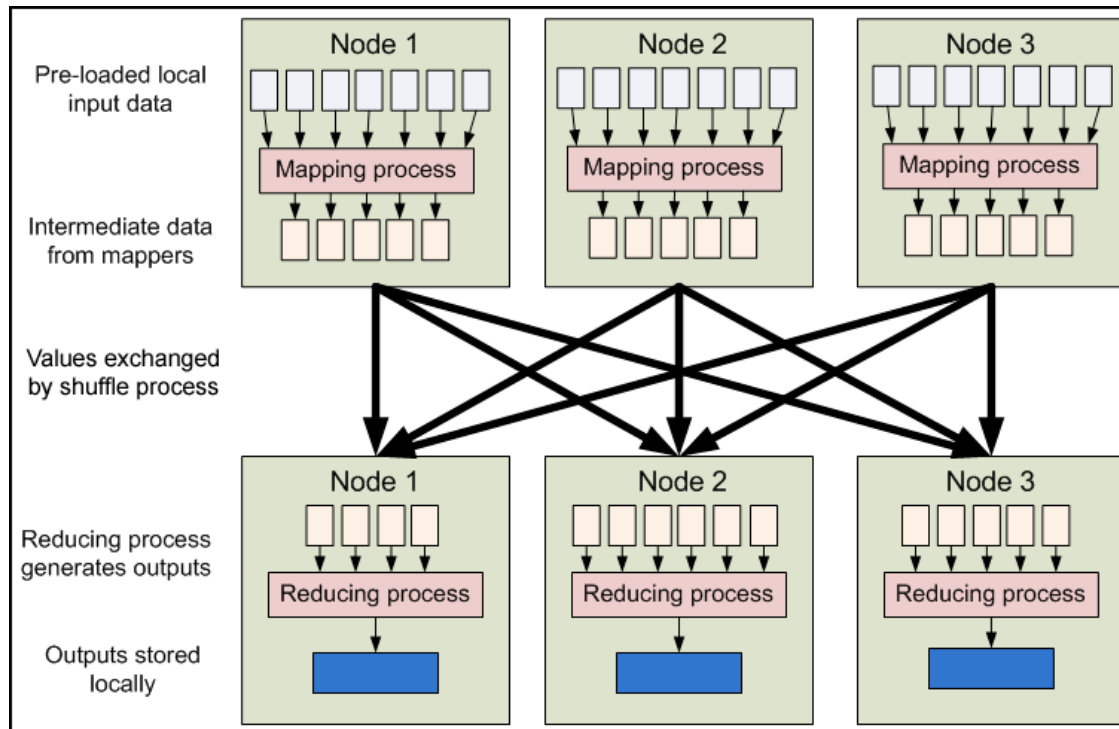 Node 1
Node 2
Node 3
Pre-loaded local
input data
Mapping process
Mapping process
Mapping process
Intermediate data
from mappers
Values exchanged
by shuffle process
Node 1
Node 2
Node 3
Reducing process
generates outputs
Reducing process
Reducing process
Reducing process
Outputs stored
locally